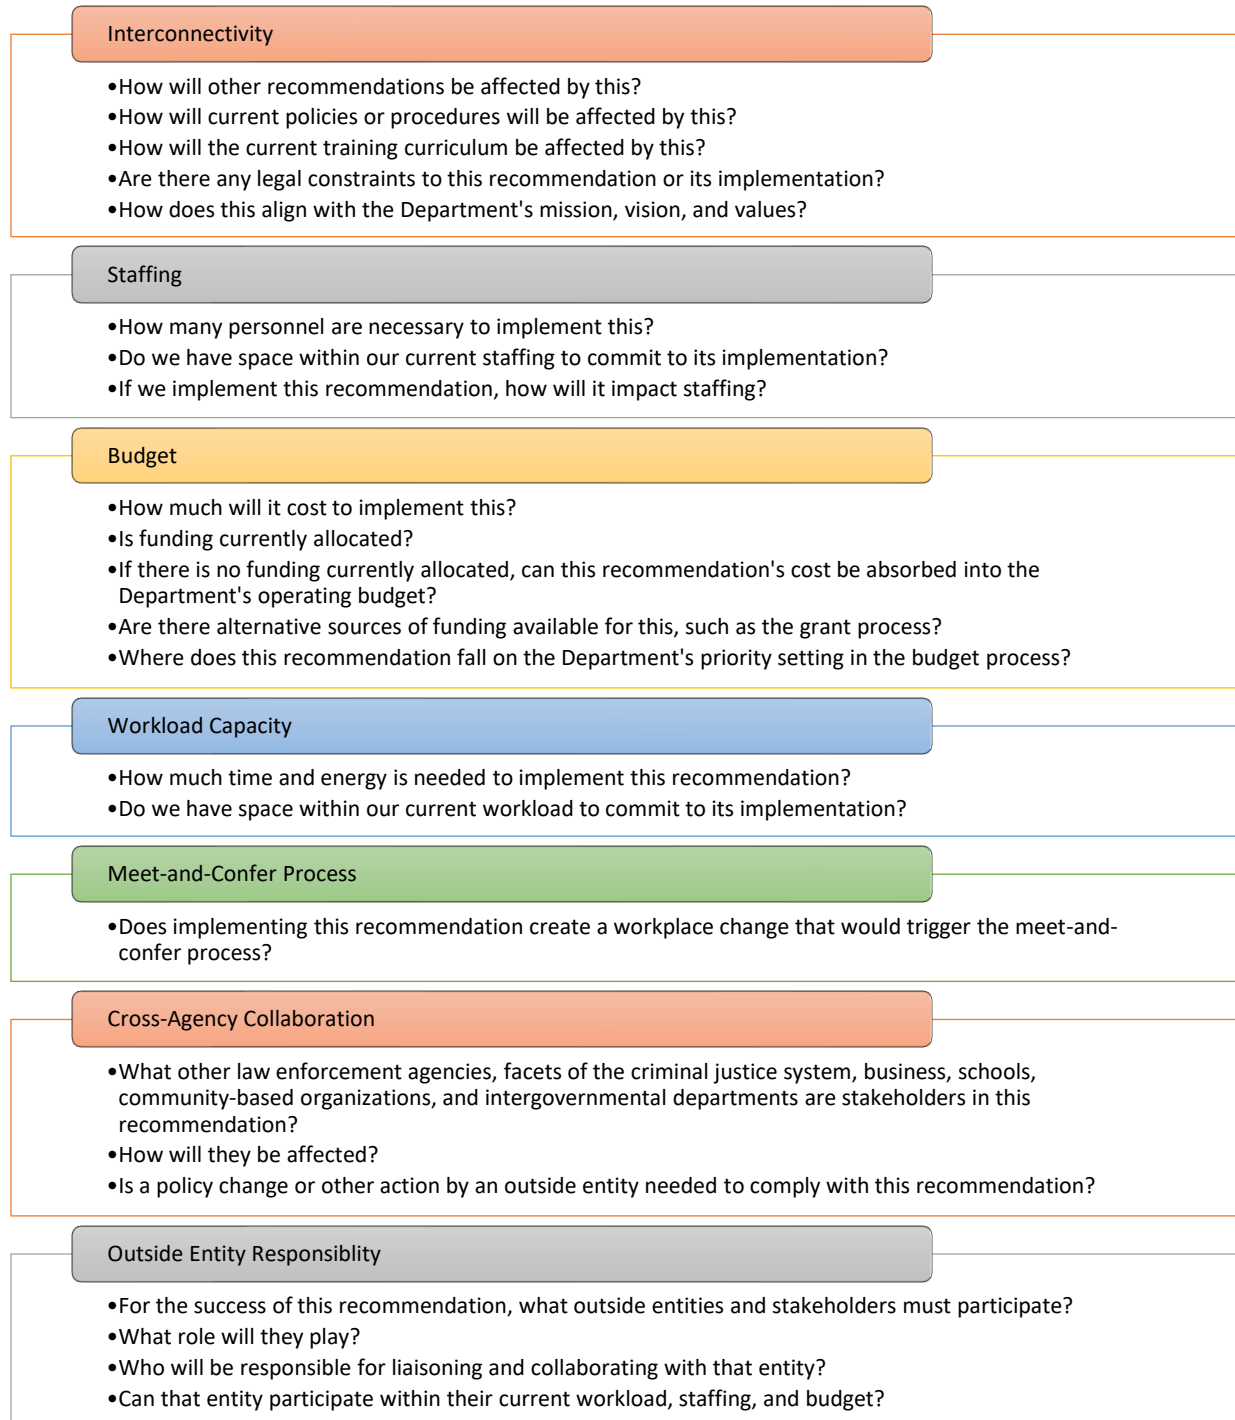 Interconnectivity
•How will other recommendations be affected by this?
•How will current policies or procedures will be affected by this?
•How will the current training curriculum be affected by this?
•Are there any legal constraints to this recommendation or its implementation?
•How does this align with the Department's mission, vision, and values?
Staffing
•How many personnel are necessary to implement this?
•Do we have space within our current staffing to commit to its implementation?
•If we implement this recommendation, how will it impact staffing?
Budget
•How much will it cost to implement this?
•Is funding currently allocated?
•If there is no funding currently allocated, can this recommendation's cost be absorbed into the
Department's operating budget?
•Are there alternative sources of funding available for this, such as the grant process?
•Where does this recommendation fall on the Department's priority setting in the budget process?
Workload Capacity
•How much time and energy is needed to implement this recommendation?
•Do we have space within our current workload to commit to its implementation?
Meet-and-Confer Process
•Does implementing this recommendation create a workplace change that would trigger the meet-and-
confer process?
Cross-Agency Collaboration
•What other law enforcement agencies, facets of the criminal justice system, business, schools,
community-based organizations, and intergovernmental departments are stakeholders in this
recommendation?
•How will they be affected?
•Is a policy change or other action by an outside entity needed to comply with this recommendation?
Outside Entity Responsiblity
•For the success of this recommendation, what outside entities and stakeholders must participate?
•What role will they play?
•Who will be responsible for liaisoning and collaborating with that entity?
•Can that entity participate within their current workload, staffing, and budget?